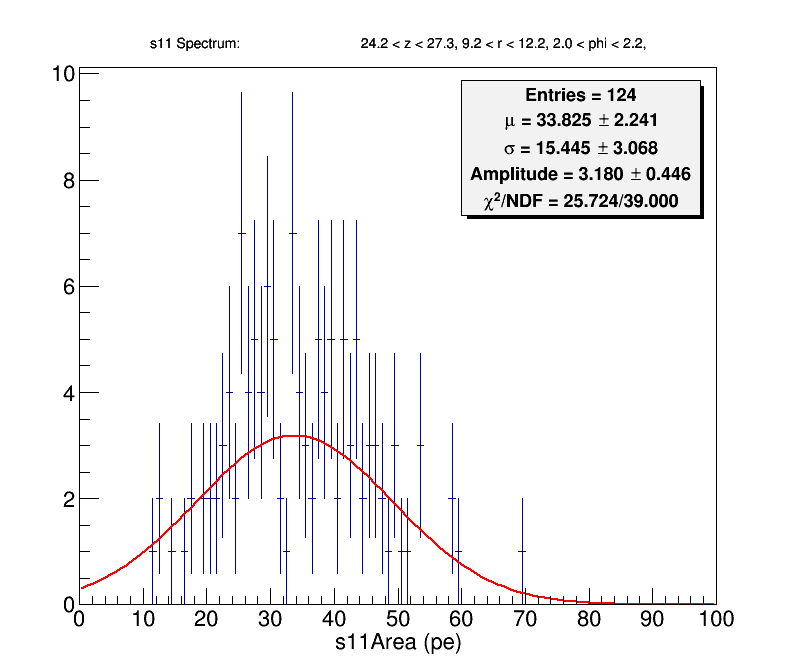 s11 Spectrum: 24.2 < z < 27.3, 9.2 < r < 12.2, 2.0 < phi < 2.2,
Entries = 124
μ = 33.825 ± 2.241
σ = 15.445 ± 3.068
Amplitude = 3.180 ± 0.446
χ²/NDF = 25.724/39.000
10
8
6
4
2
0
0 10 20 30 40 50 60 70 80 90 100
s11Area (pe)